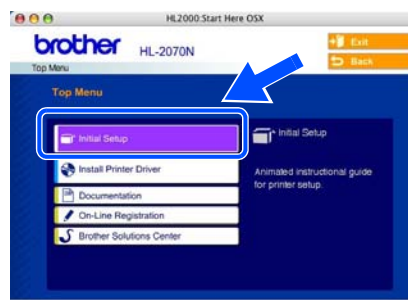 HL2000:Start Here OSX
brother HL-2070N
Exit
Back
Top Menu
Top Menu
Initial Setup
Install Printer Driver
Documentation
On-Line Registration
Brother Solutions Center
Initial Setup
Animated instructional guide
for printer setup.